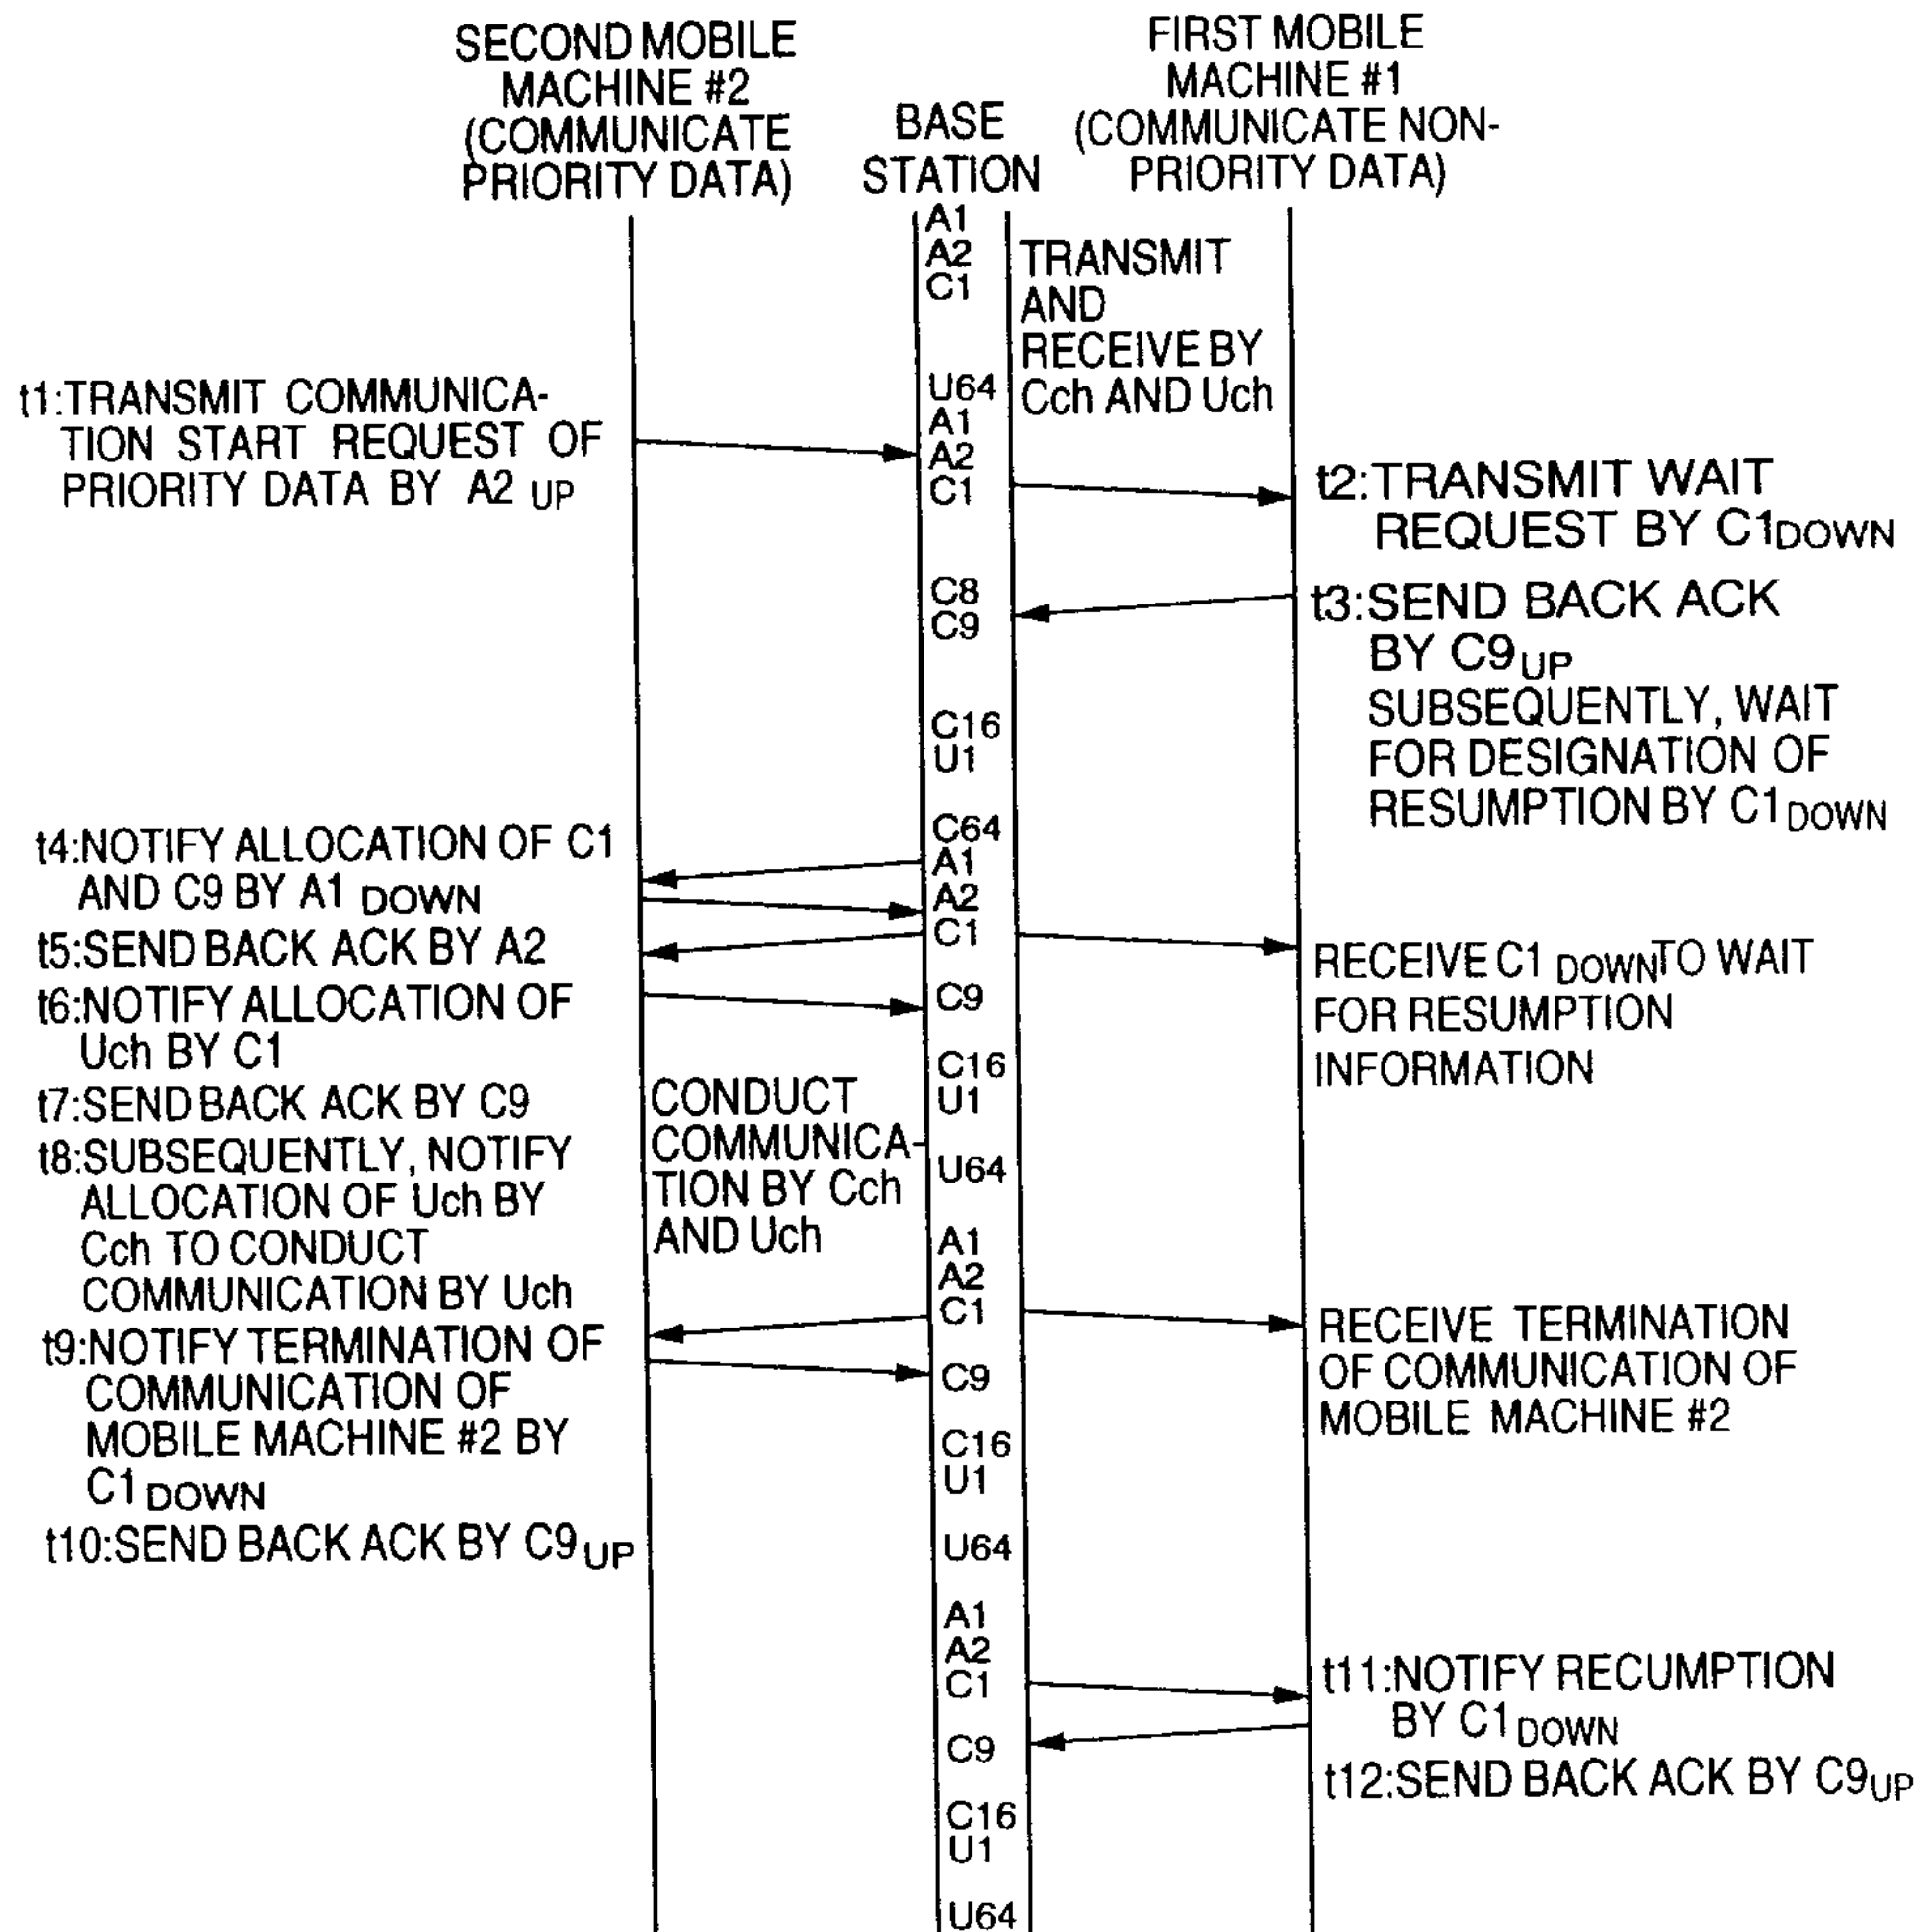 SECOND MOBILE
MACHINE #2
(COMMUNICATE
PRIORITY DATA)
BASE
STATION
FIRST MOBILE
MACHINE #1
(COMMUNICATE NON-
PRIORITY DATA)
A1
A2
C1
TRANSMIT
AND
RECEIVE BY
Cch AND Uch
U64
A1
A2
C1
t1:TRANSMIT COMMUNICA-
TION START REQUEST OF
PRIORITY DATA BY A2 UP
t2:TRANSMIT WAIT
REQUEST BY C1DOWN
C8
C9
t3:SEND BACK ACK
BY C9UP
SUBSEQUENTLY, WAIT
FOR DESIGNATION OF
RESUMPTION BY C1DOWN
C16
U1
C64
A1
A2
C1
t4:NOTIFY ALLOCATION OF C1
AND C9 BY A1 DOWN
t5:SEND BACK ACK BY A2
t6:NOTIFY ALLOCATION OF
Uch BY C1
t7:SEND BACK ACK BY C9
t8:SUBSEQUENTLY, NOTIFY
ALLOCATION OF Uch BY
Cch TO CONDUCT
COMMUNICATION BY Uch
RECEIVE C1 DOWN TO WAIT
FOR RESUMPTION
INFORMATION
C9
C16
U1
CONDUCT
COMMUNICA-
TION BY Cch
AND Uch
U64
A1
A2
C1
t9:NOTIFY TERMINATION OF
COMMUNICATION OF
MOBILE MACHINE #2 BY
C1 DOWN
t10:SEND BACK ACK BY C9UP
RECEIVE TERMINATION
OF COMMUNICATION OF
MOBILE MACHINE #2
C9
C16
U1
U64
A1
A2
C1
t11:NOTIFY RECUMPTION
BY C1DOWN
C9
t12:SEND BACK ACK BY C9UP
C16
U1
U64